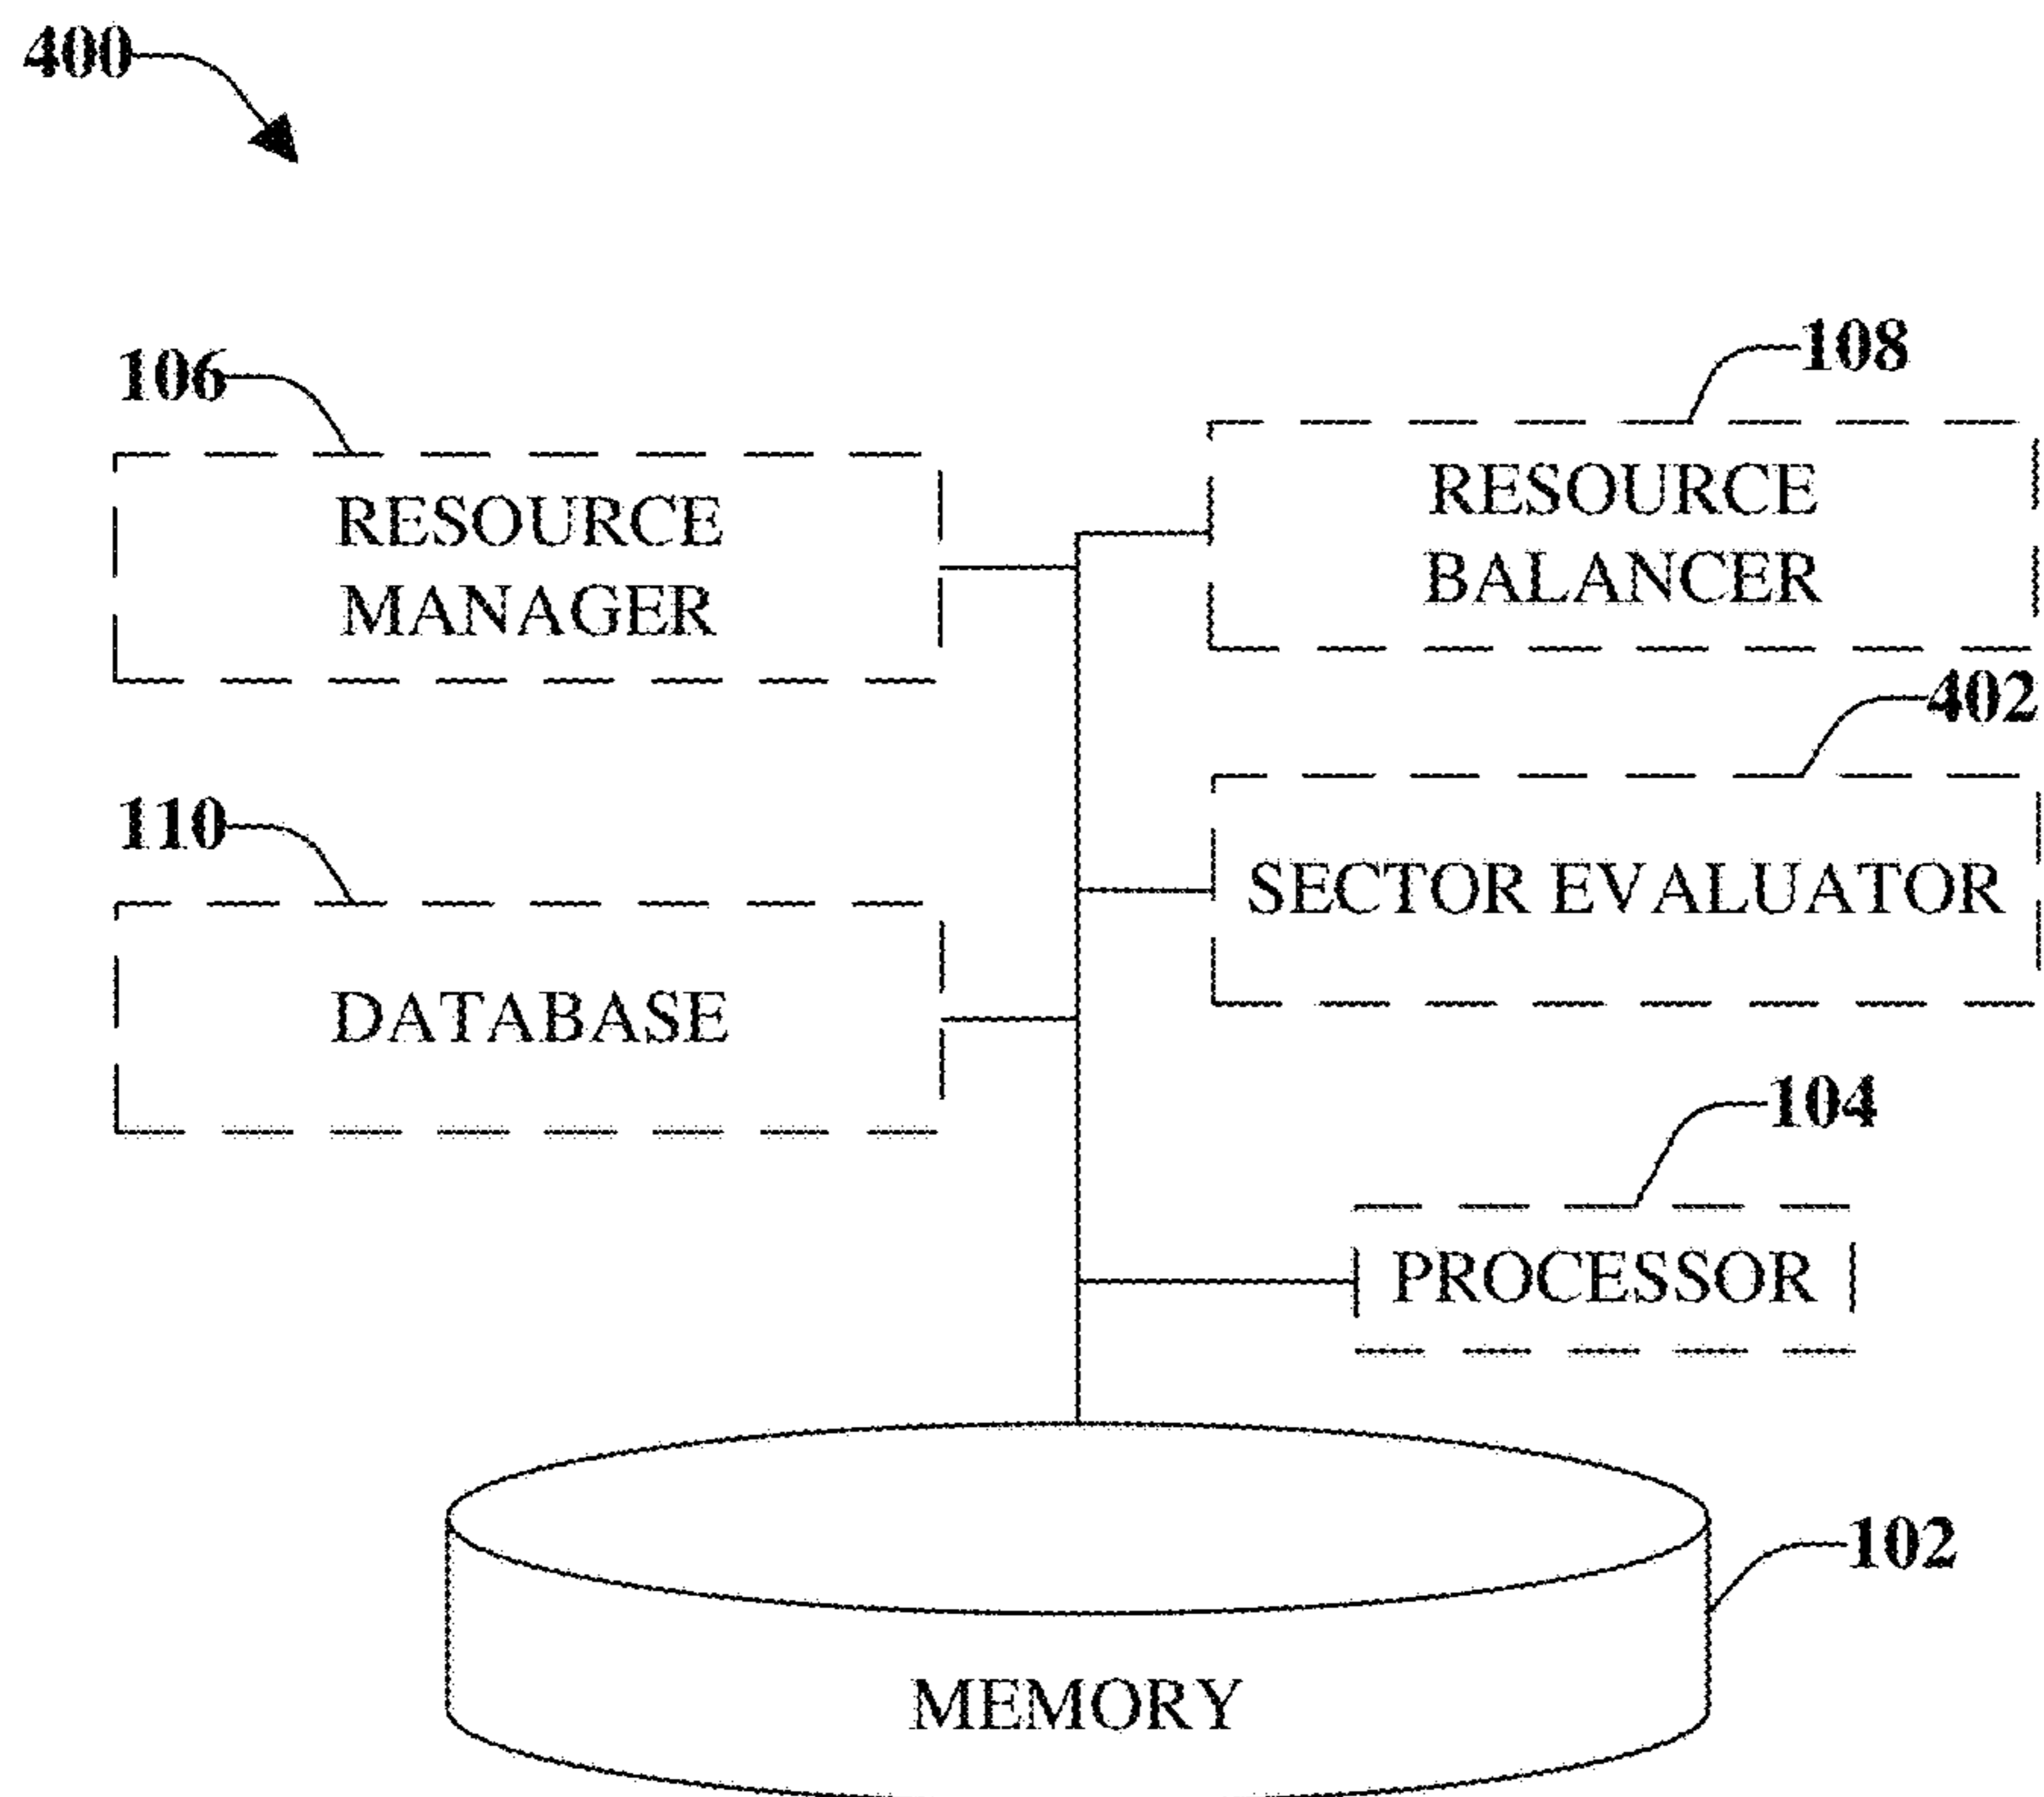 400
106
108
RESOURCE
MANAGER
RESOURCE
BALANCER
402
110
SECTOR EVALUATOR
DATABASE
104
PROCESSOR
102
MEMORY